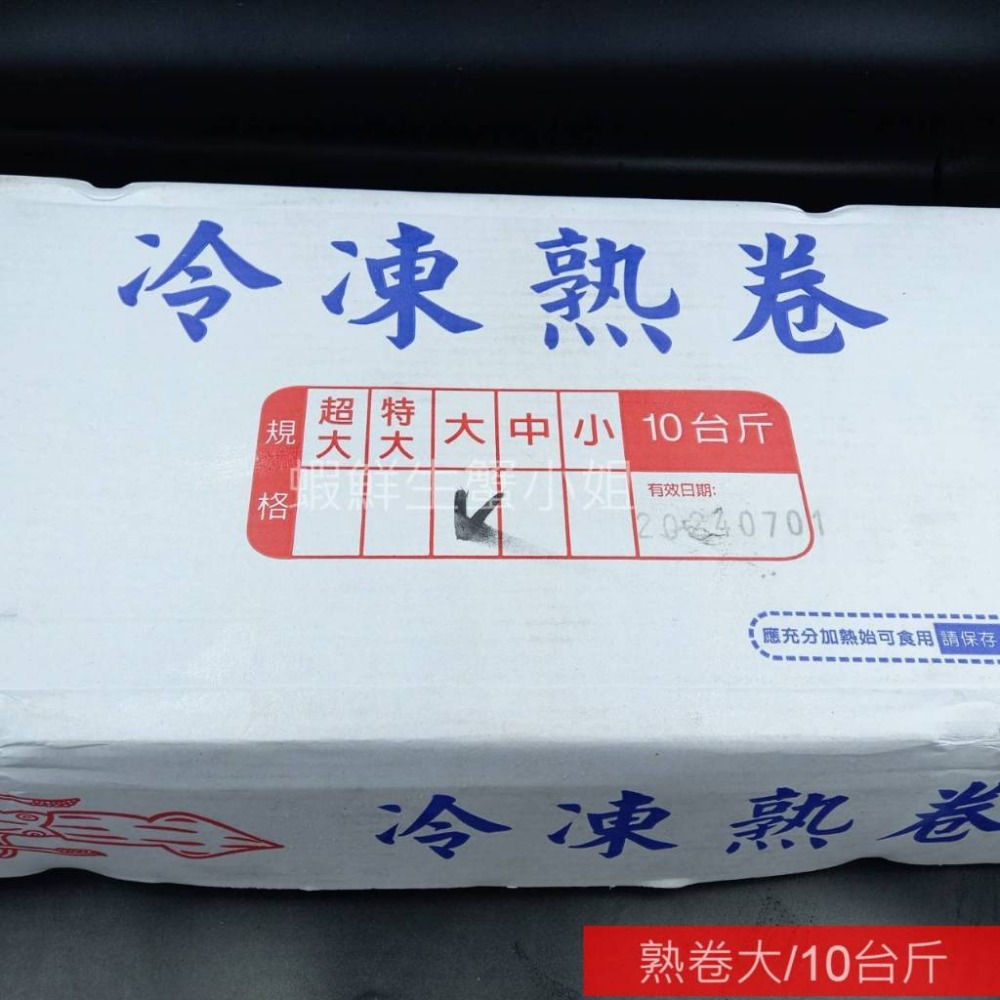 冷凍熟卷
規格 超大 特大 大 中 小 10台斤
蝦鮮生蟹小姐
有效日期:
20240701
應充分加熱始可食用 請保存
冷凍熟卷
熟卷大/10台斤